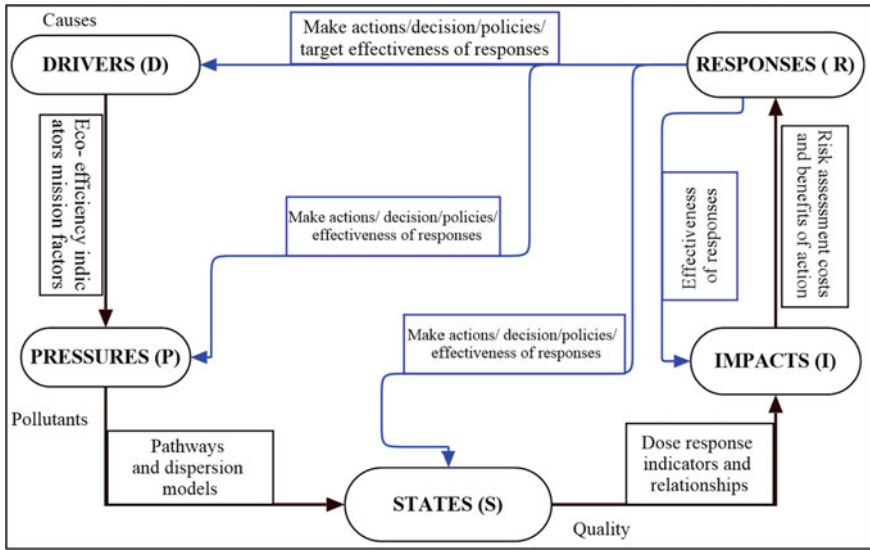 Causes
DRIVERS (D)
Make actions/decision/policies/
target effectiveness of responses
RESPONSES ( R)
Eco- efficiency indic
ators mission factors
Make actions/ decision/policies/
effectiveness of responses
Effectiveness
of responses
Risk assessment costs
and benefits of action
Make actions/ decision/policies/
effectiveness of responses
PRESSURES (P)
IMPACTS (I)
Pollutants
Pathways
and dispersion
models
STATES (S)
Dose response
indicators and
relationships
Quality